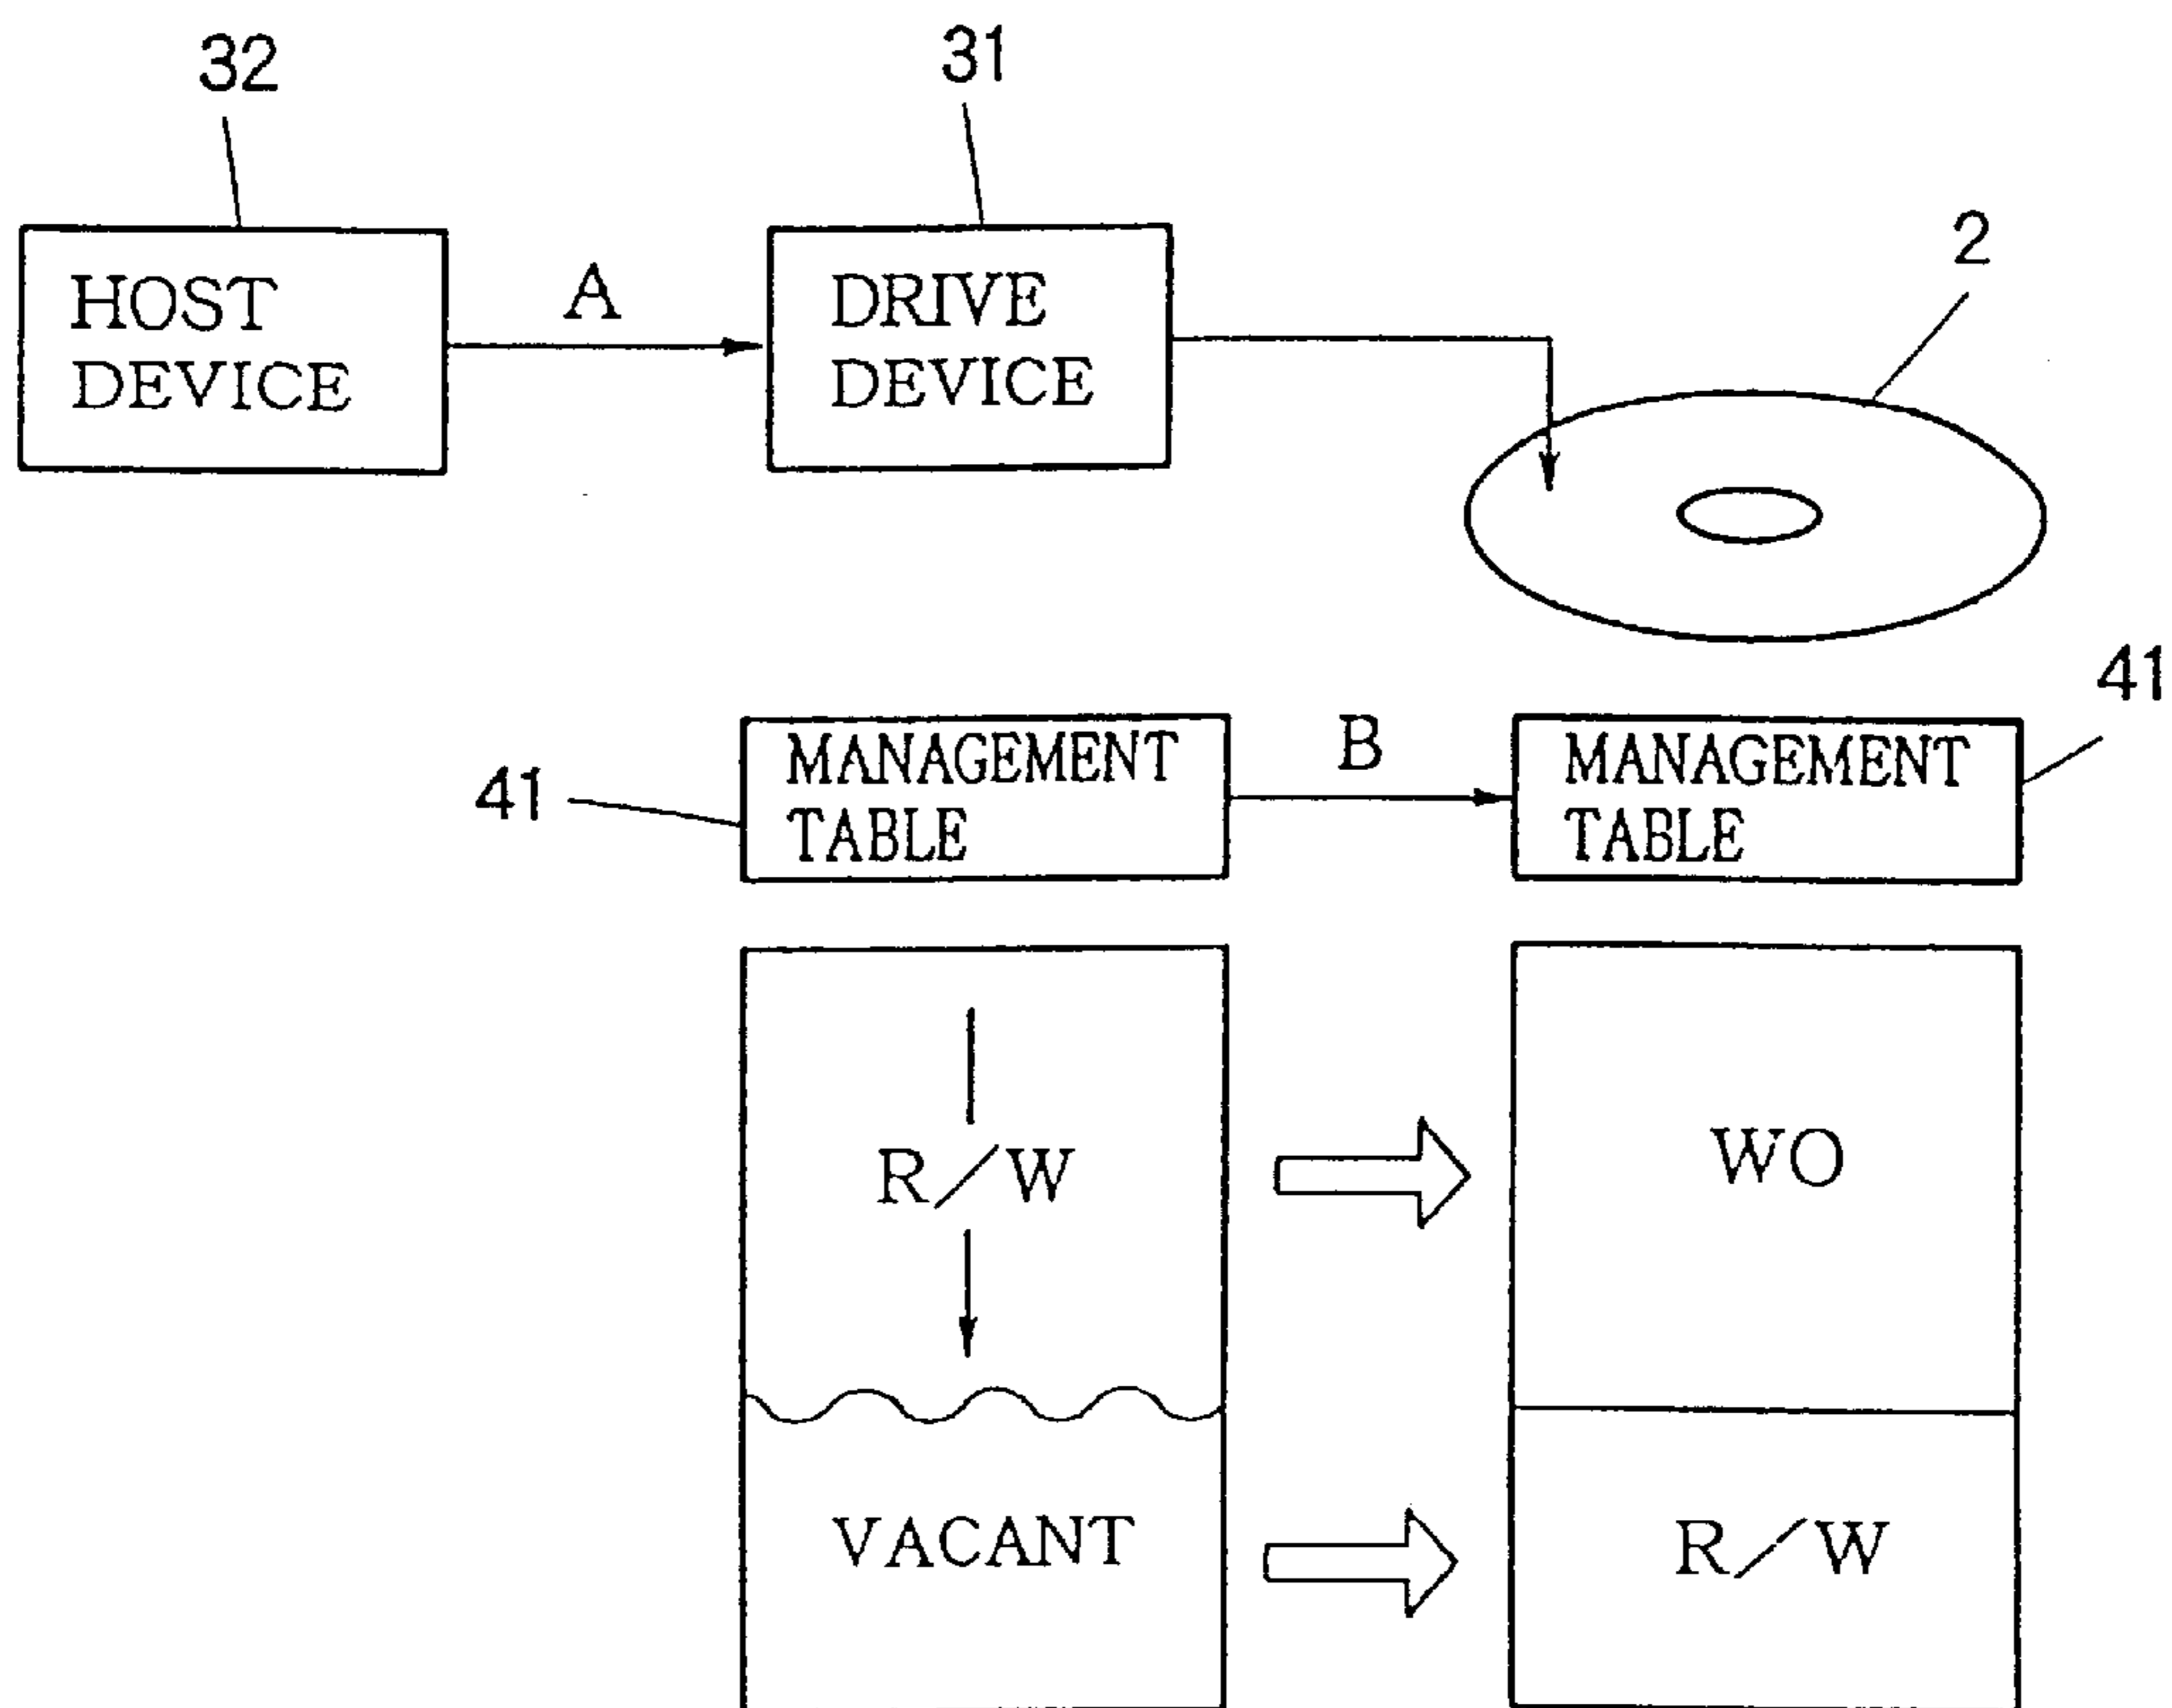 32
31
2
HOST
DEVICE
A
DRIVE
DEVICE
41
MANAGEMENT
TABLE
B
MANAGEMENT
TABLE
41
R/W
WO
VACANT
R/W